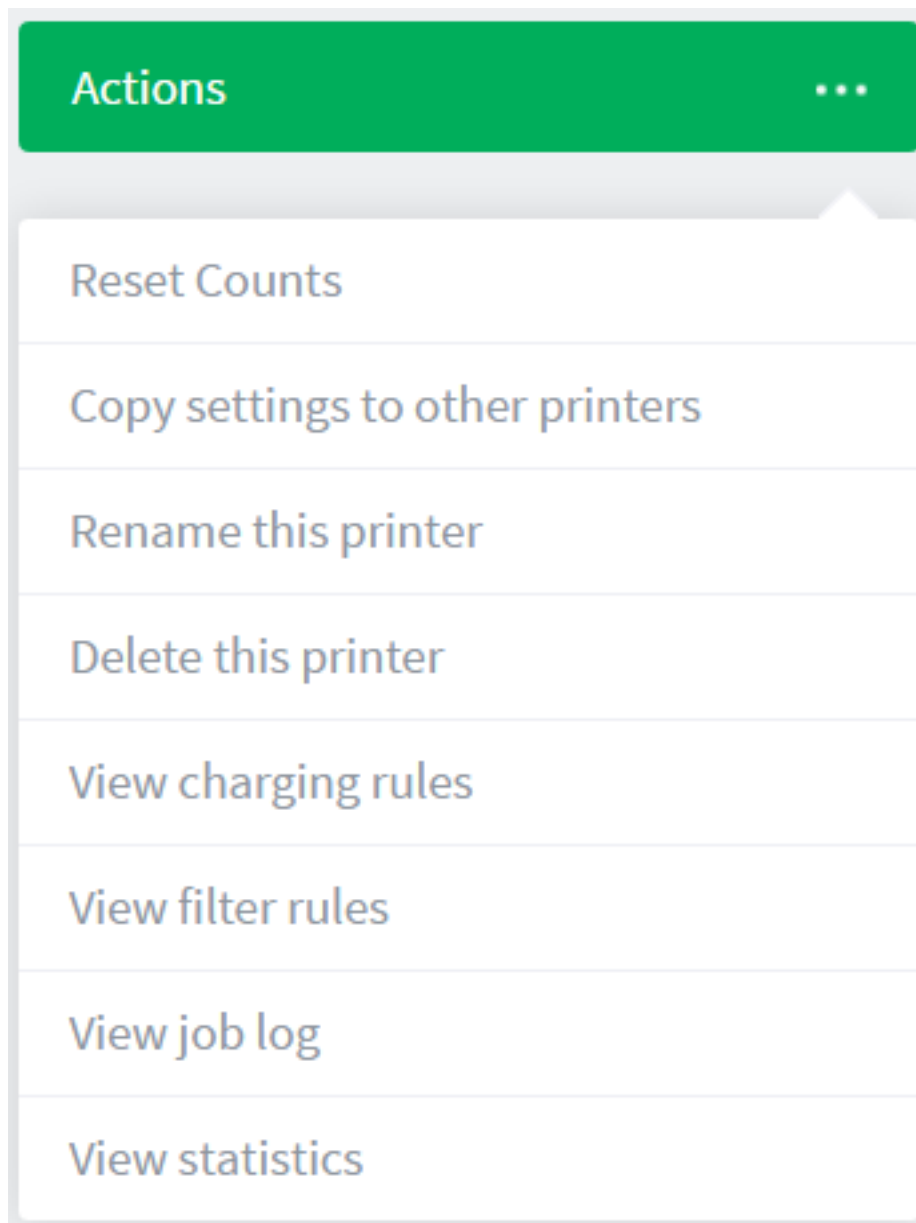 Actions
Reset Counts
Copy settings to other printers
Rename this printer
Delete this printer
View charging rules
View filter rules
View job log
View statistics